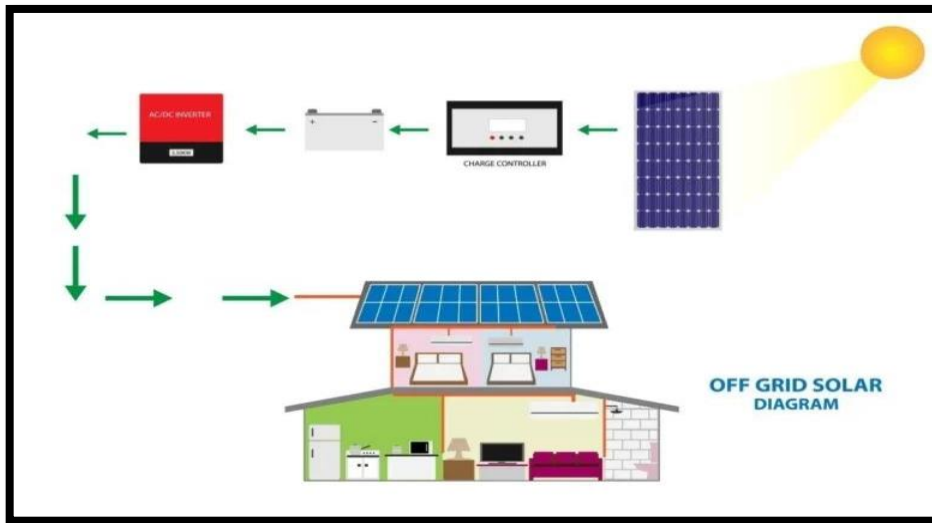 AC/DC INVERTER
+ −
CHARGE CONTROLLER
OFF GRID SOLAR
DIAGRAM